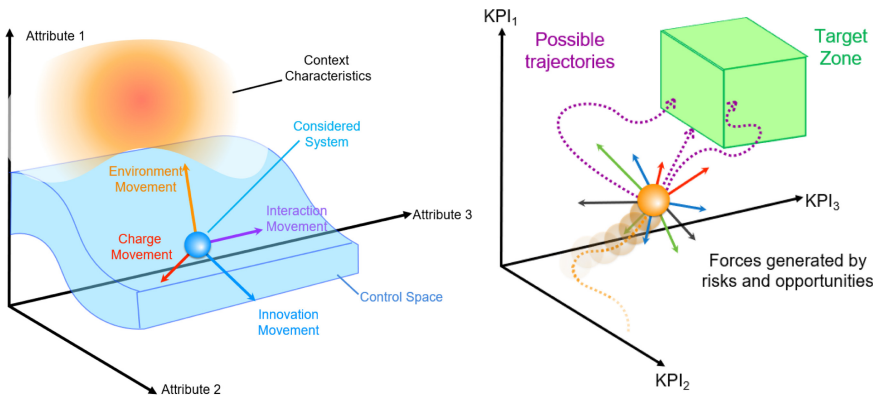 Attribute 1
Context
Characteristics
Considered
System
Environment
Movement
Interaction
Movement
Attribute 3
Charge
Movement
Control Space
Innovation
Movement
Attribute 2
KPI1
Possible
trajectories
Target
Zone
KPI3
Forces generated by
risks and opportunities
KPI2